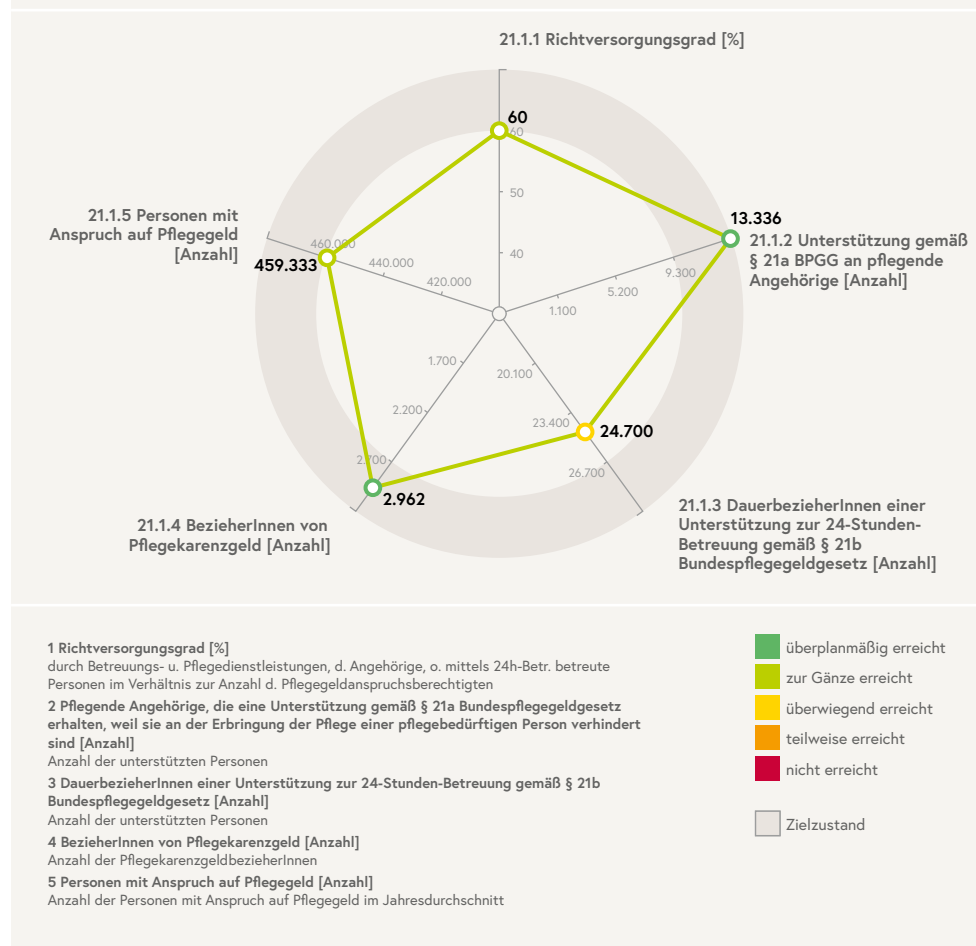 21.1.1 Richtversorgungsgrad [%]
60
60
50
40
21.1.5 Personen mit
Anspruch auf Pflegegeld
[Anzahl]
460.000
440.000
420.000
459.333
13.336
21.1.2 Unterstützung gemäß
§ 21a BPGG an pflegende
Angehörige [Anzahl]
9.300
5.200
1.100
1.700
2.200
2.700
2.962
20.100
23.400
24.700
26.700
21.1.4 BezieherInnen von
Pflegekarenzgeld [Anzahl]
21.1.3 DauerbezieherInnen einer
Unterstützung zur 24-Stunden-
Betreuung gemäß § 21b
Bundespflegegeldgesetz [Anzahl]
1 Richtversorgungsgrad [%]
durch Betreuungs- u. Pflegedienstleistungen, d. Angehörige, o. mittels 24h-Betr. betreute
Personen im Verhältnis zur Anzahl d. Pflegegeldanspruchsberechtigten
2 Pflegende Angehörige, die eine Unterstützung gemäß § 21a Bundespflegegeldgesetz
erhalten, weil sie an der Erbringung der Pflege einer pflegebedürftigen Person verhindert
sind [Anzahl]
Anzahl der unterstützten Personen
3 DauerbezieherInnen einer Unterstützung zur 24-Stunden-Betreuung gemäß § 21b
Bundespflegegeldgesetz [Anzahl]
Anzahl der unterstützten Personen
4 BezieherInnen von Pflegekarenzgeld [Anzahl]
Anzahl der PflegekarenzgeldbezieherInnen
5 Personen mit Anspruch auf Pflegegeld [Anzahl]
Anzahl der Personen mit Anspruch auf Pflegegeld im Jahresdurchschnitt
überplanmäßig erreicht
zur Gänze erreicht
überwiegend erreicht
teilweise erreicht
nicht erreicht
Zielzustand